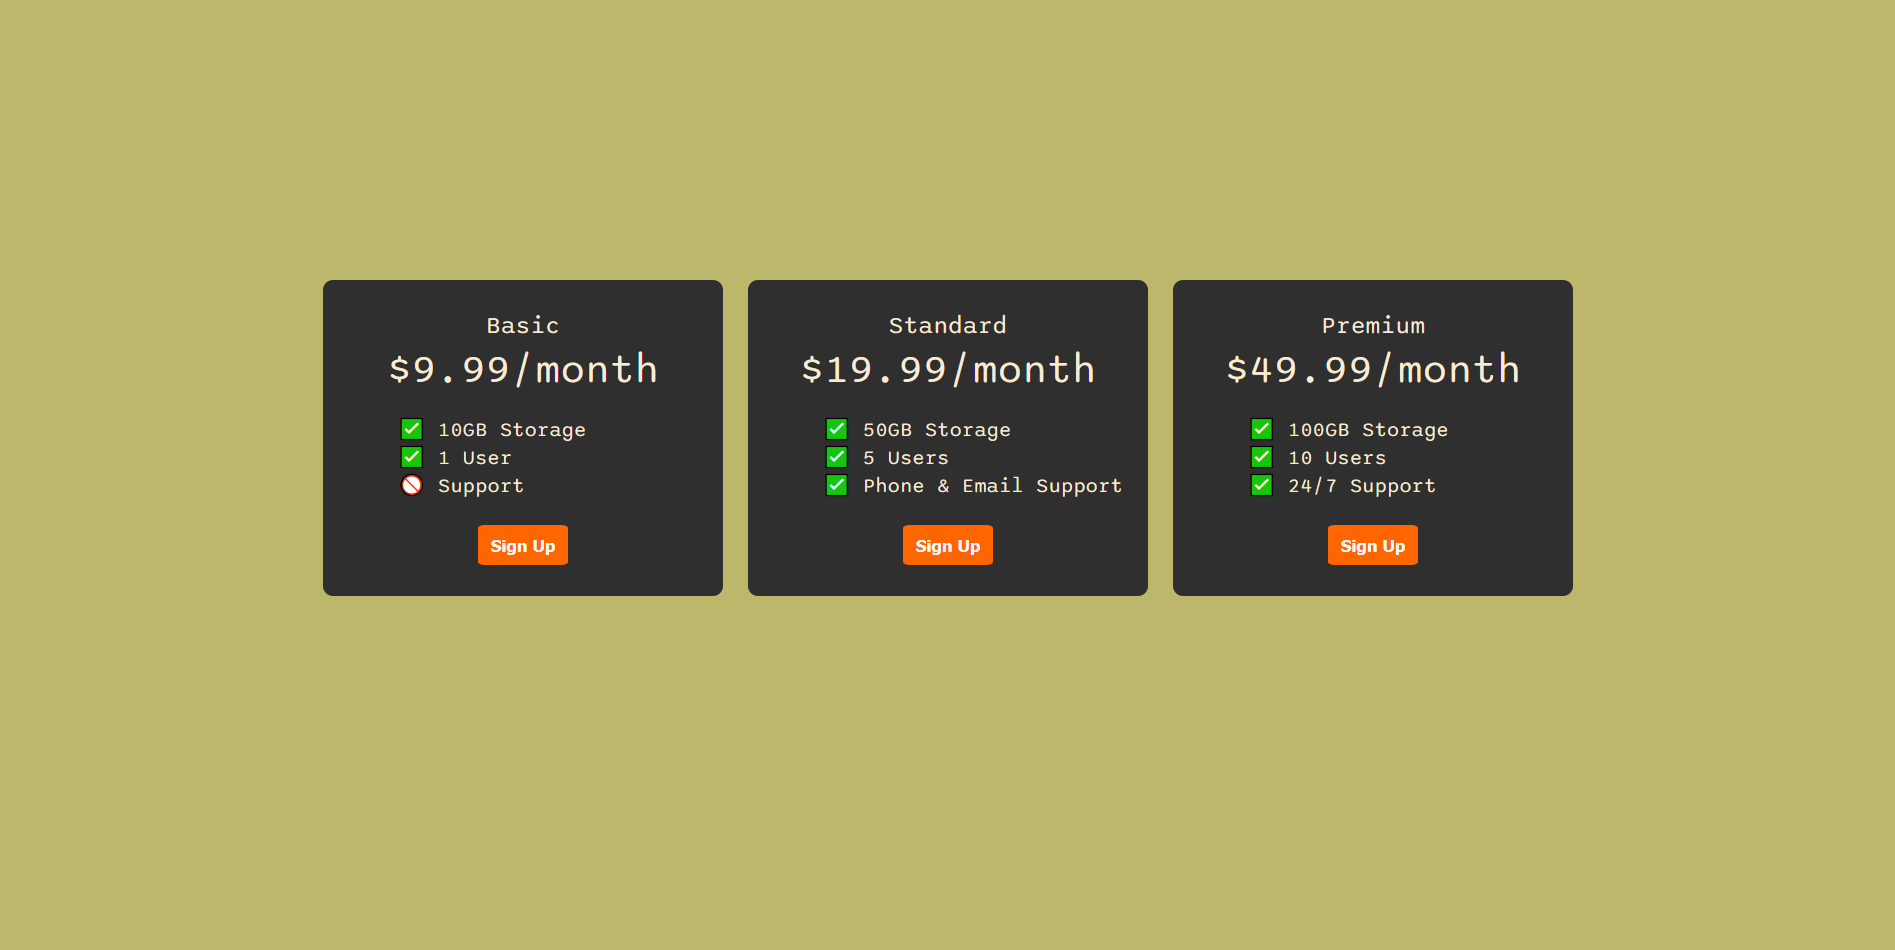 Basic
$9.99/month
✅ 10GB Storage
✅ 1 User
🚫 Support
Sign Up
Standard
$19.99/month
✅ 50GB Storage
✅ 5 Users
✅ Phone & Email Support
Sign Up
Premium
$49.99/month
✅ 100GB Storage
✅ 10 Users
✅ 24/7 Support
Sign Up